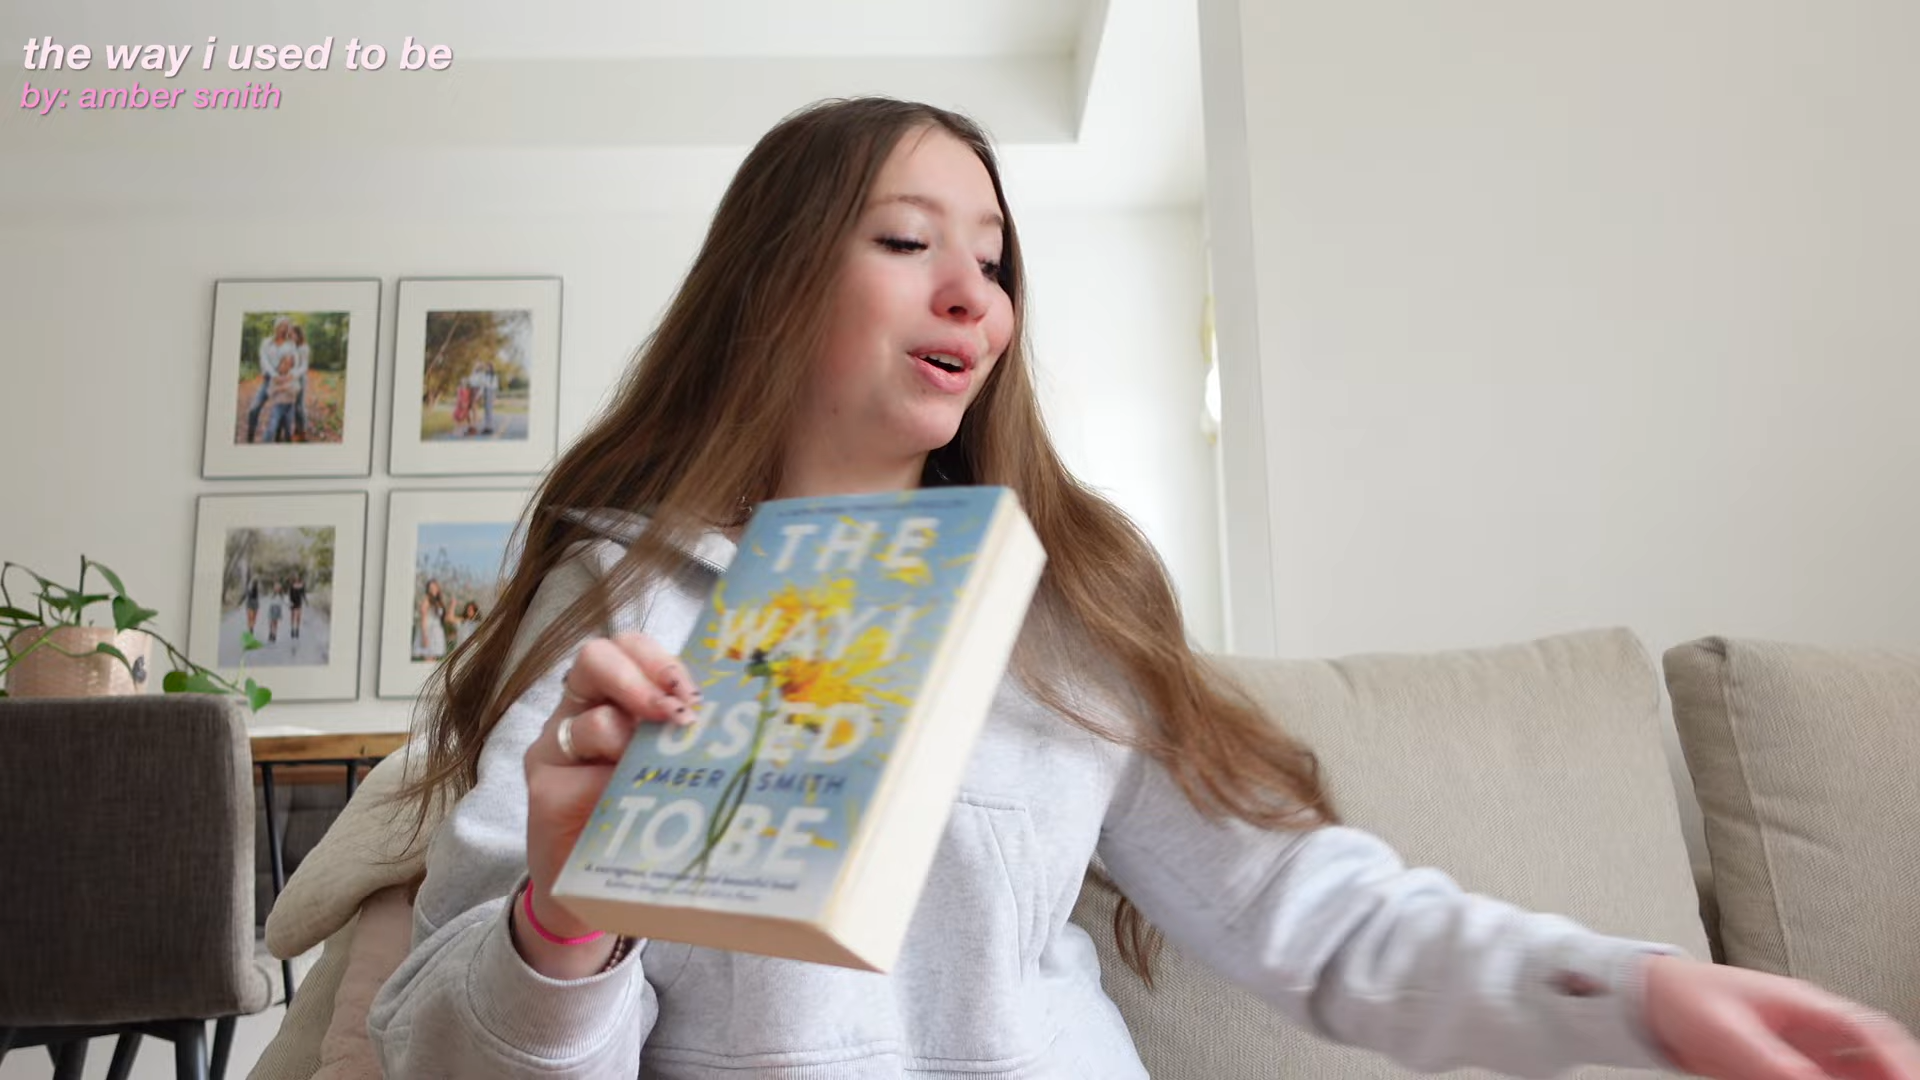 the way i used to be
by: amber smith
THE
WAY I
USED
AMBER SMITH
TO BE